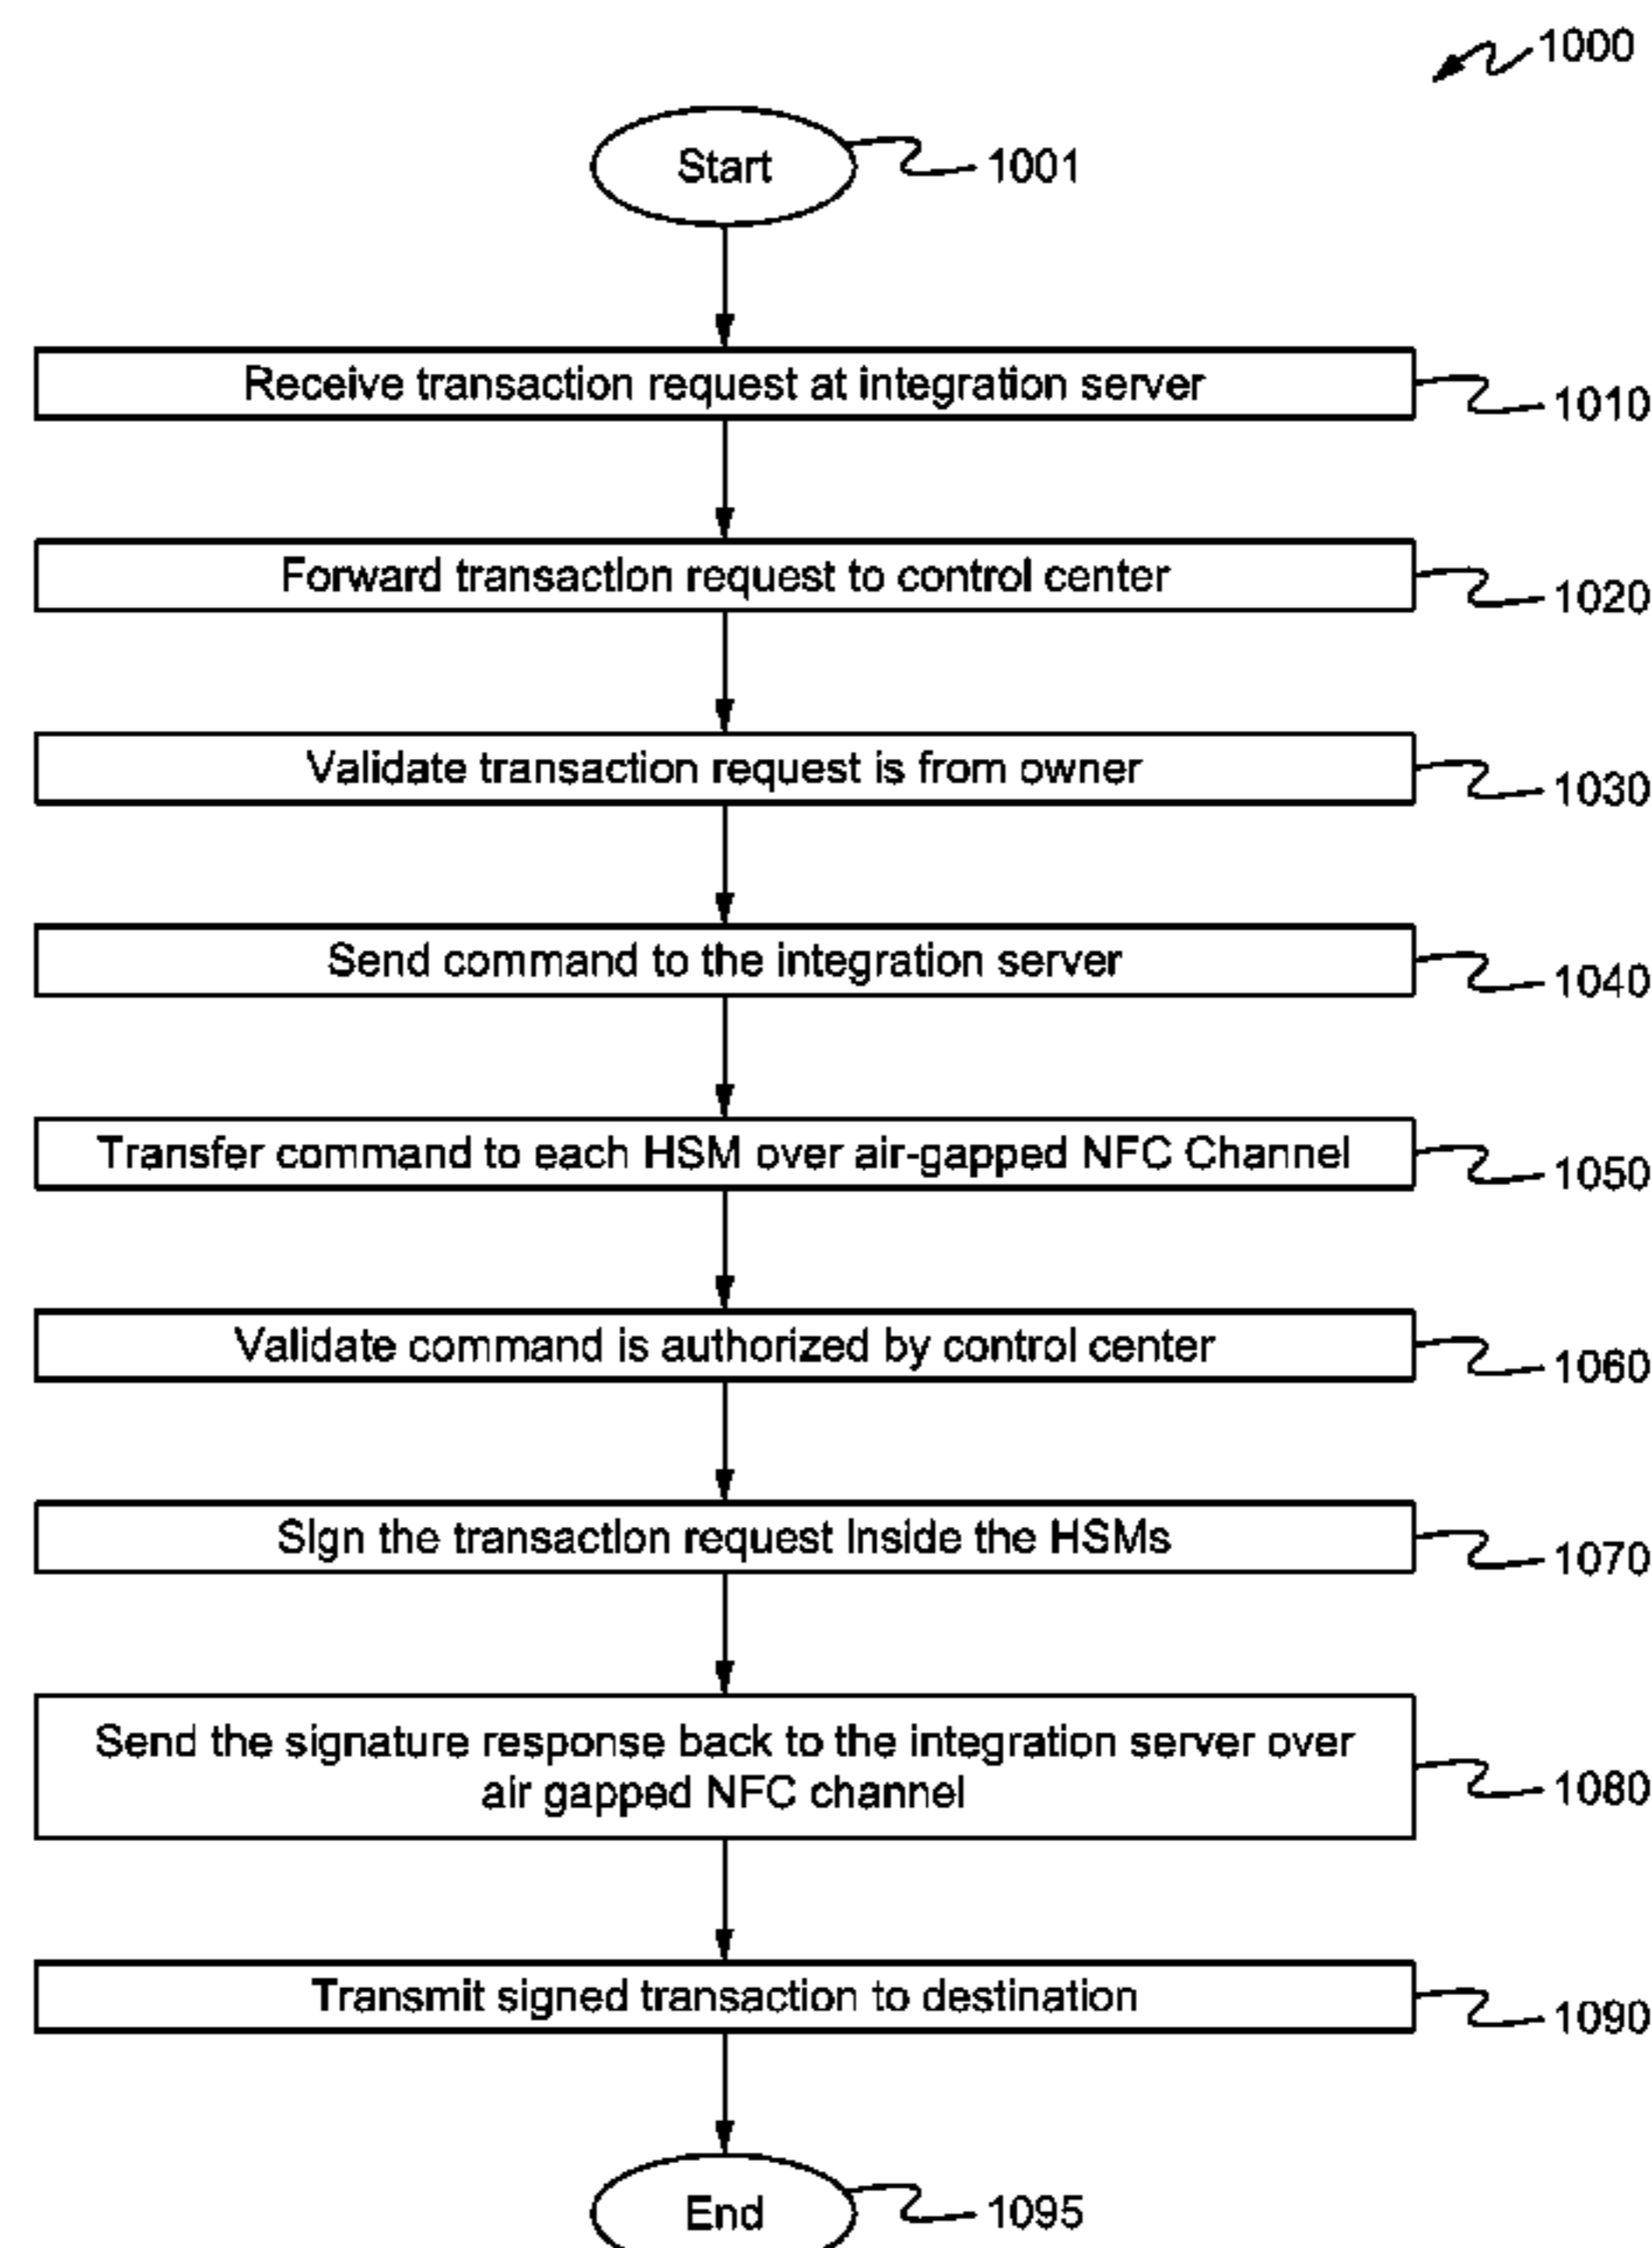 1000
Start
1001
Receive transaction request at integration server
1010
Forward transaction request to control center
1020
Validate transaction request is from owner
1030
Send command to the integration server
1040
Transfer command to each HSM over air-gapped NFC Channel
1050
Validate command is authorized by control center
1060
Sign the transaction request inside the HSMs
1070
Send the signature response back to the integration server over
air gapped NFC channel
1080
Transmit signed transaction to destination
1090
End
1095